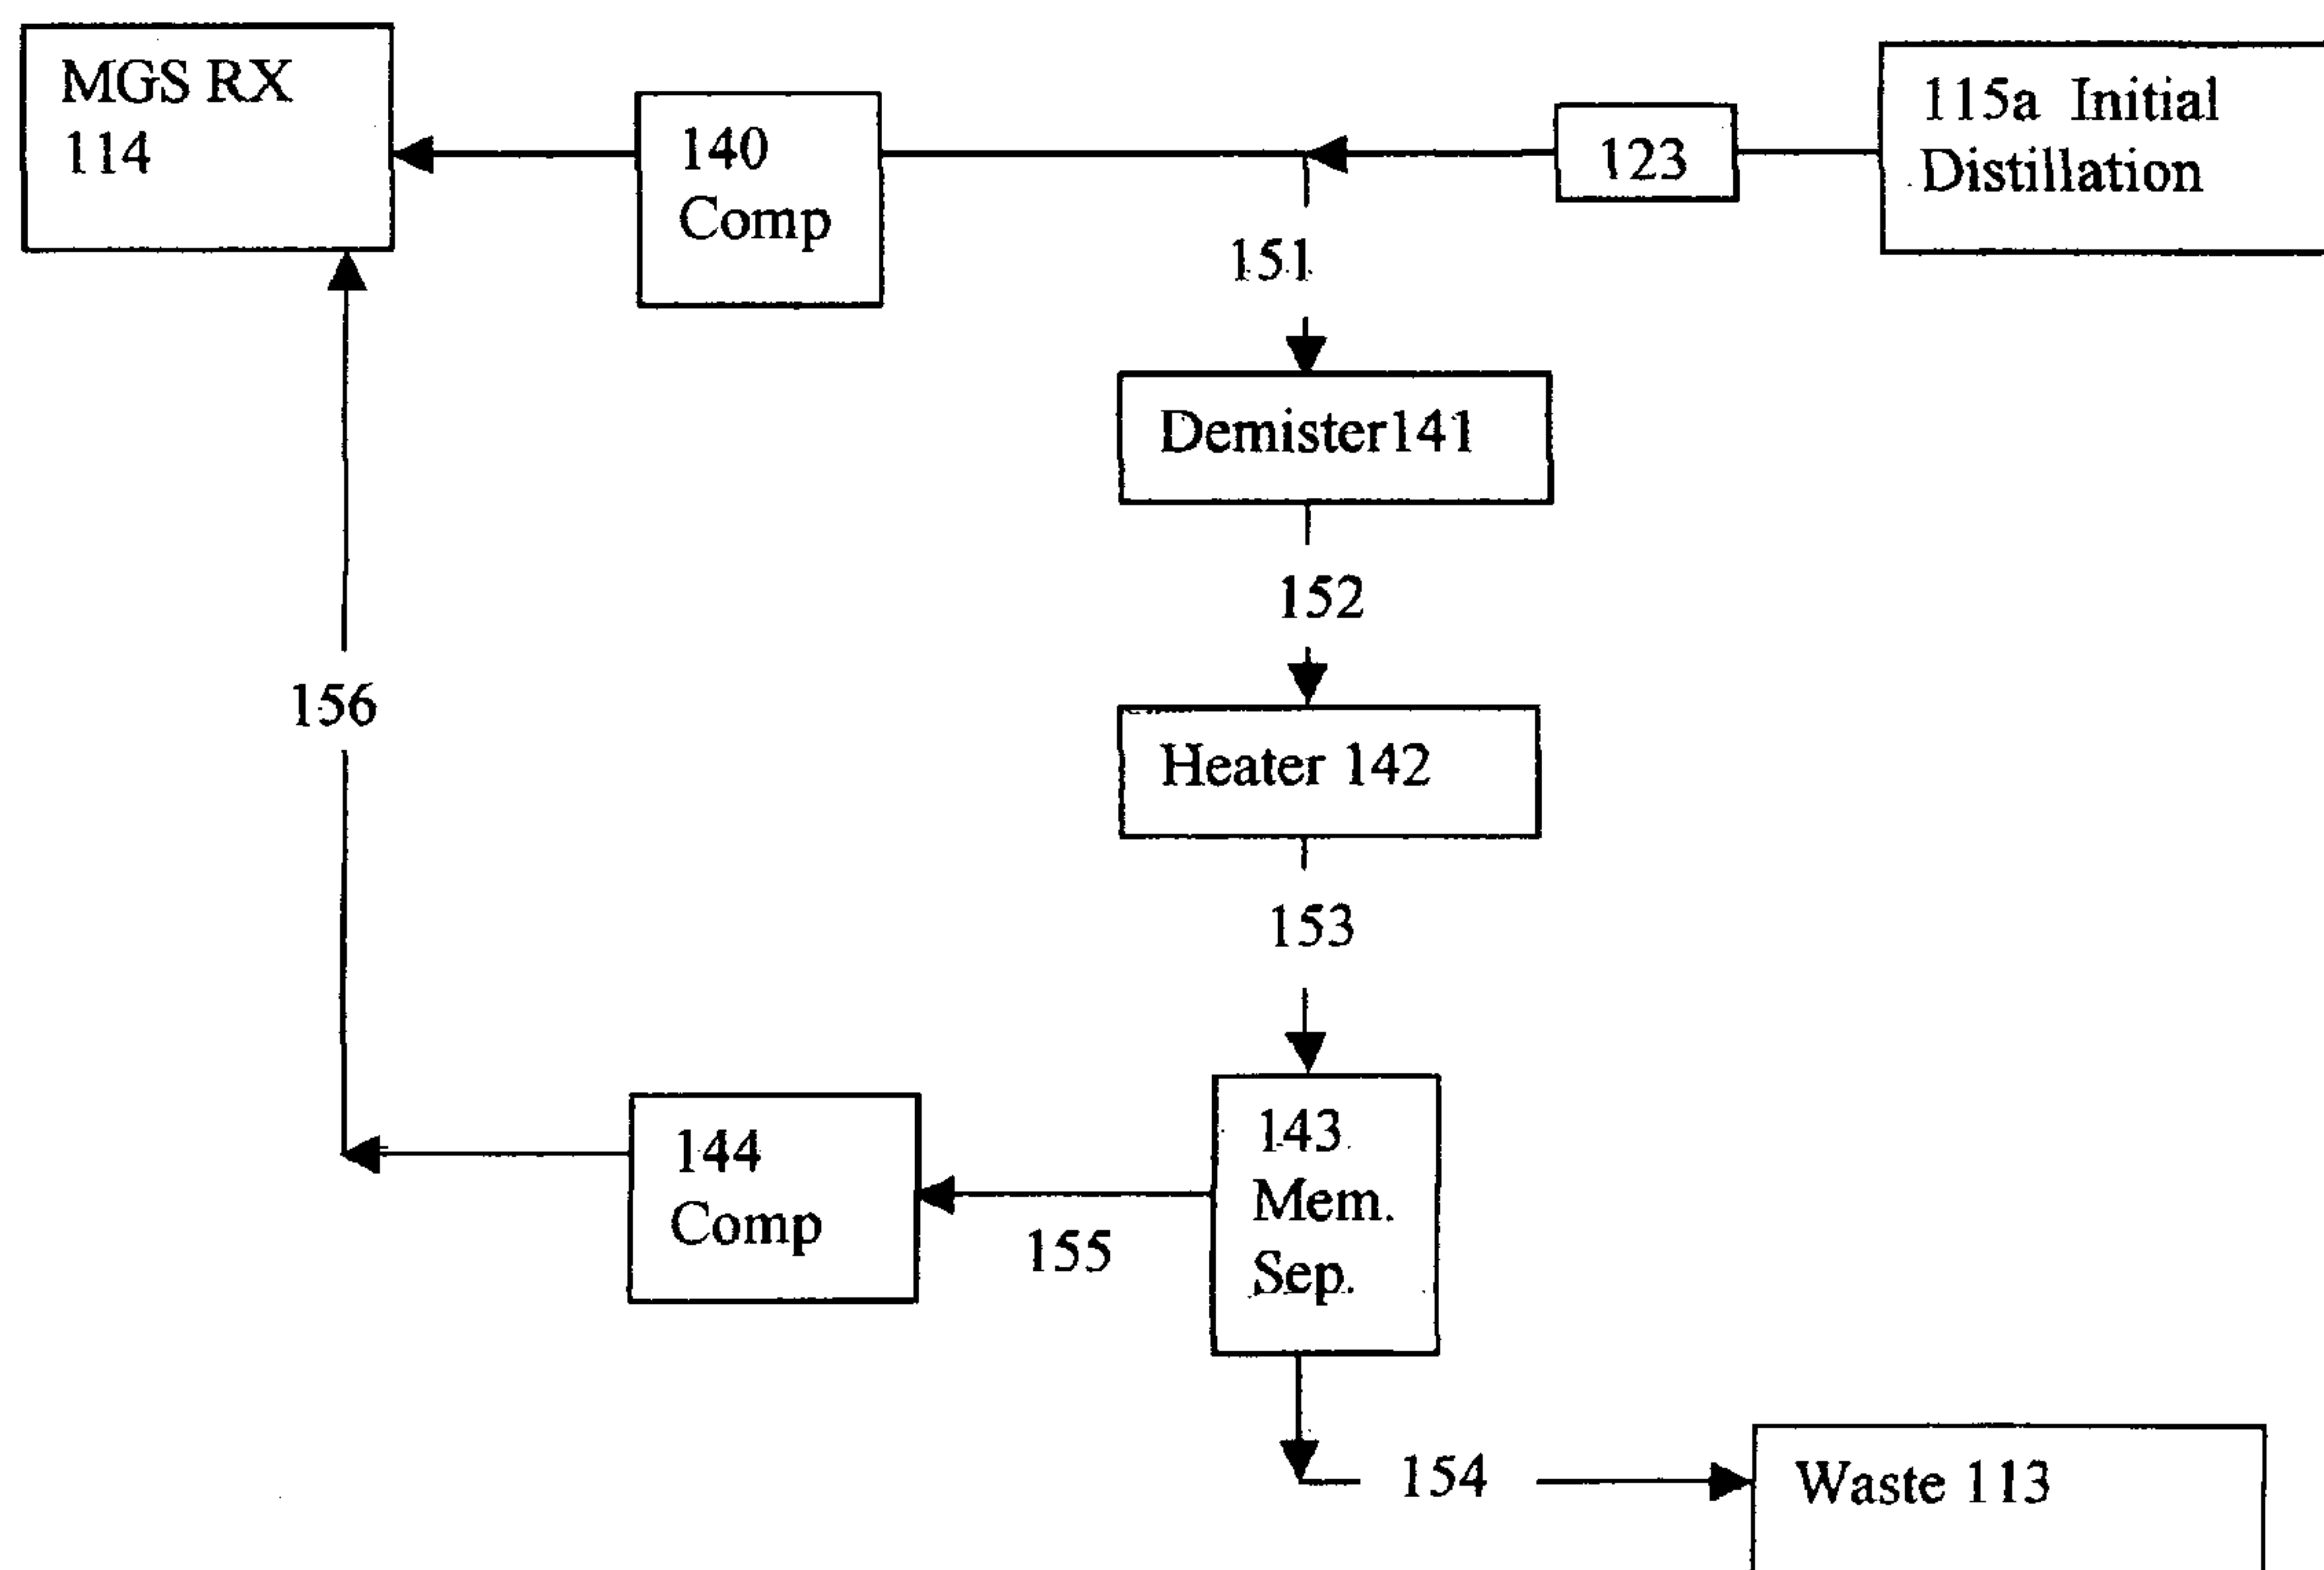 MGS RX
114
140
Comp
123
115a Initial
Distillation
151
Demister141
152
Heater 142
156
153
144
Comp
155
143
Mem.
Sep.
154
Waste 113